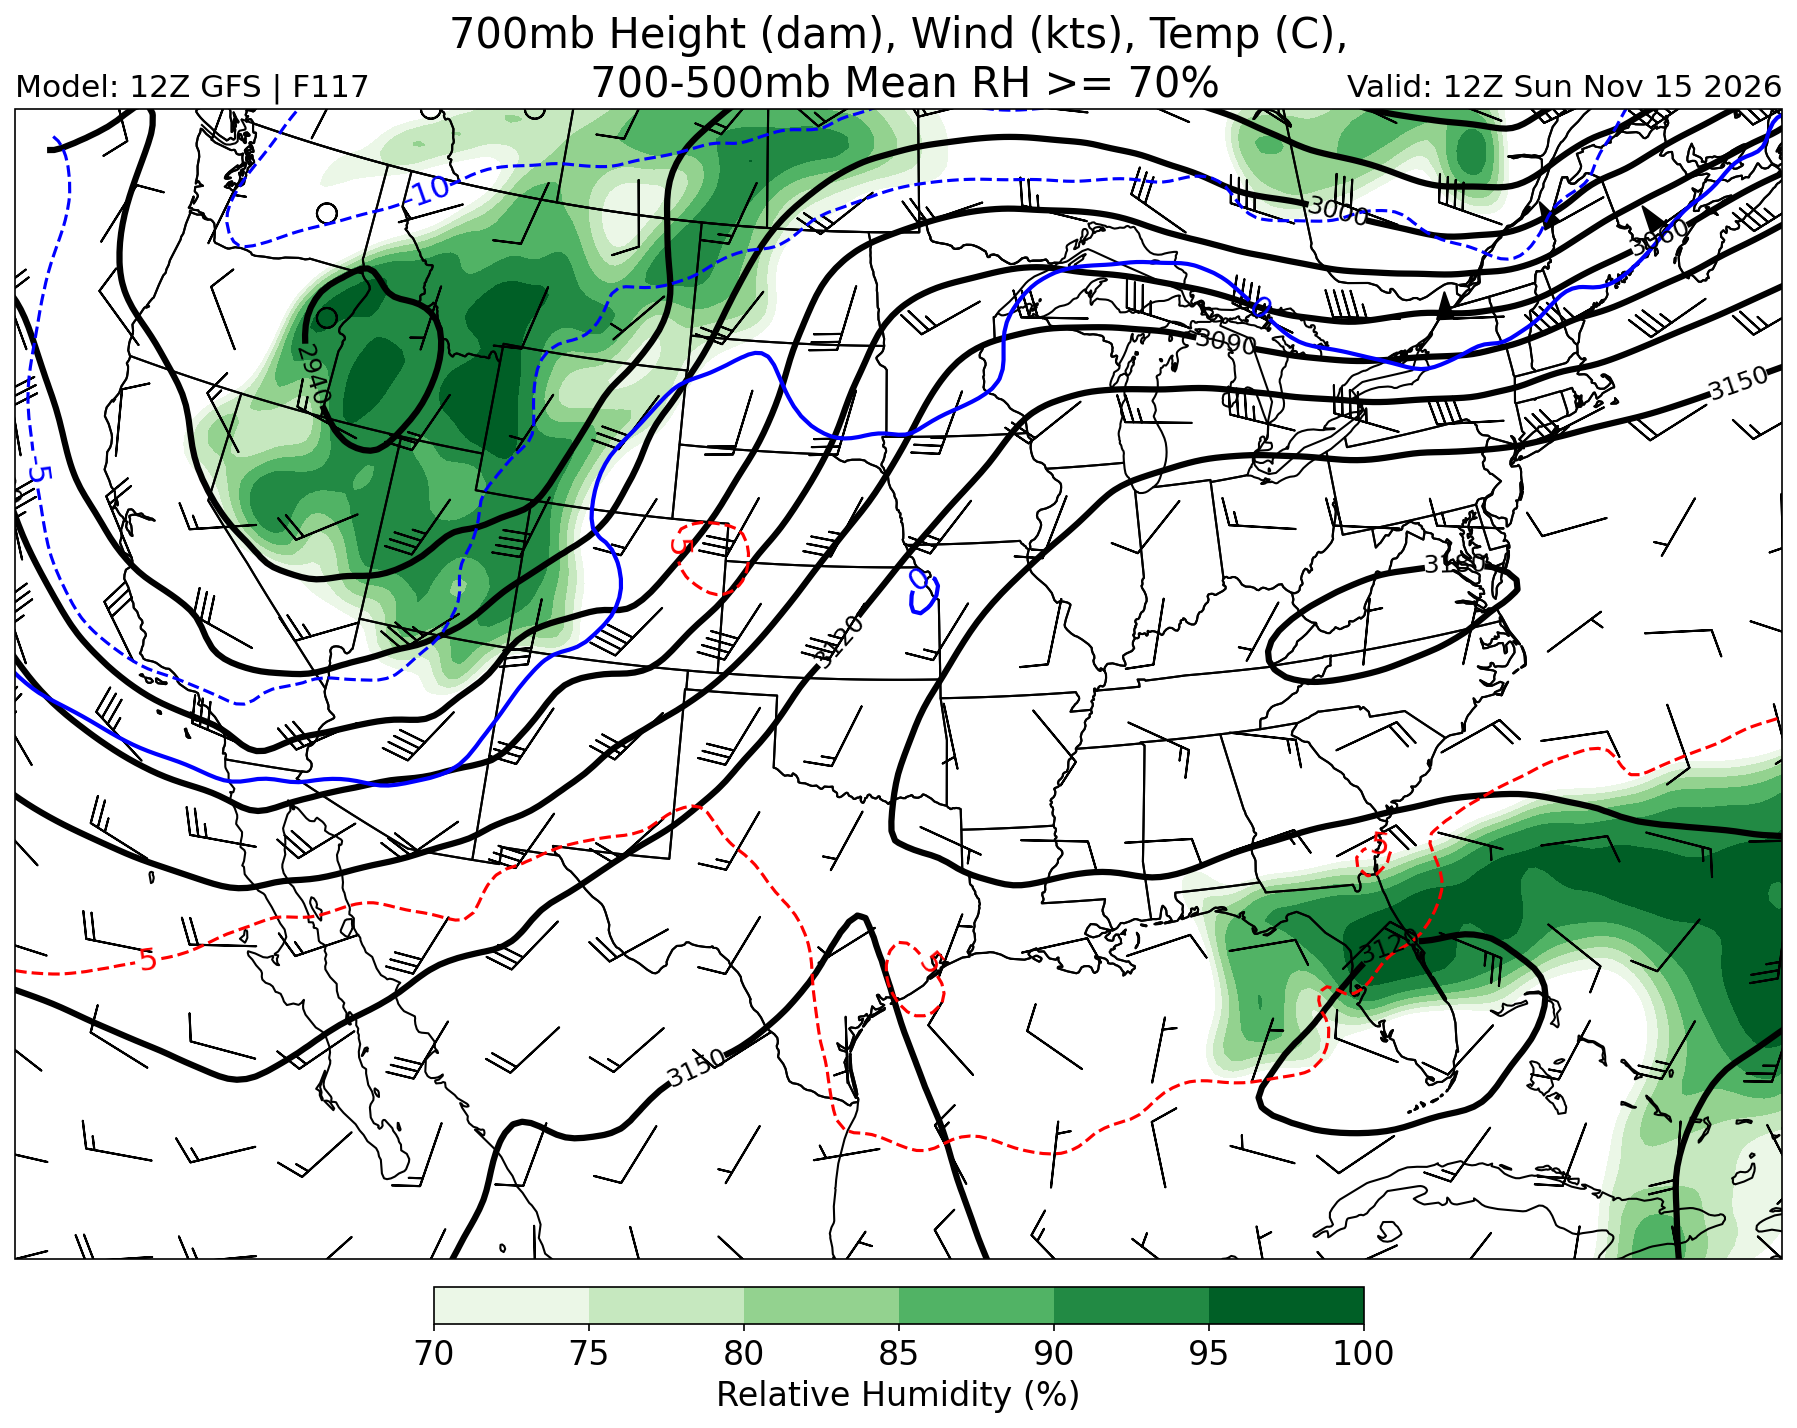 700mb Height (dam), Wind (kts), Temp (C),
700-500mb Mean RH >= 70%
Model: 12Z GFS | F117
Valid: 12Z Sun Nov 15 2026
-10
3000
3060
0
3090
2940
3150
5
5
0
3180
3120
5
3120
5
5
3150
70 75 80 85 90 95 100
Relative Humidity (%)